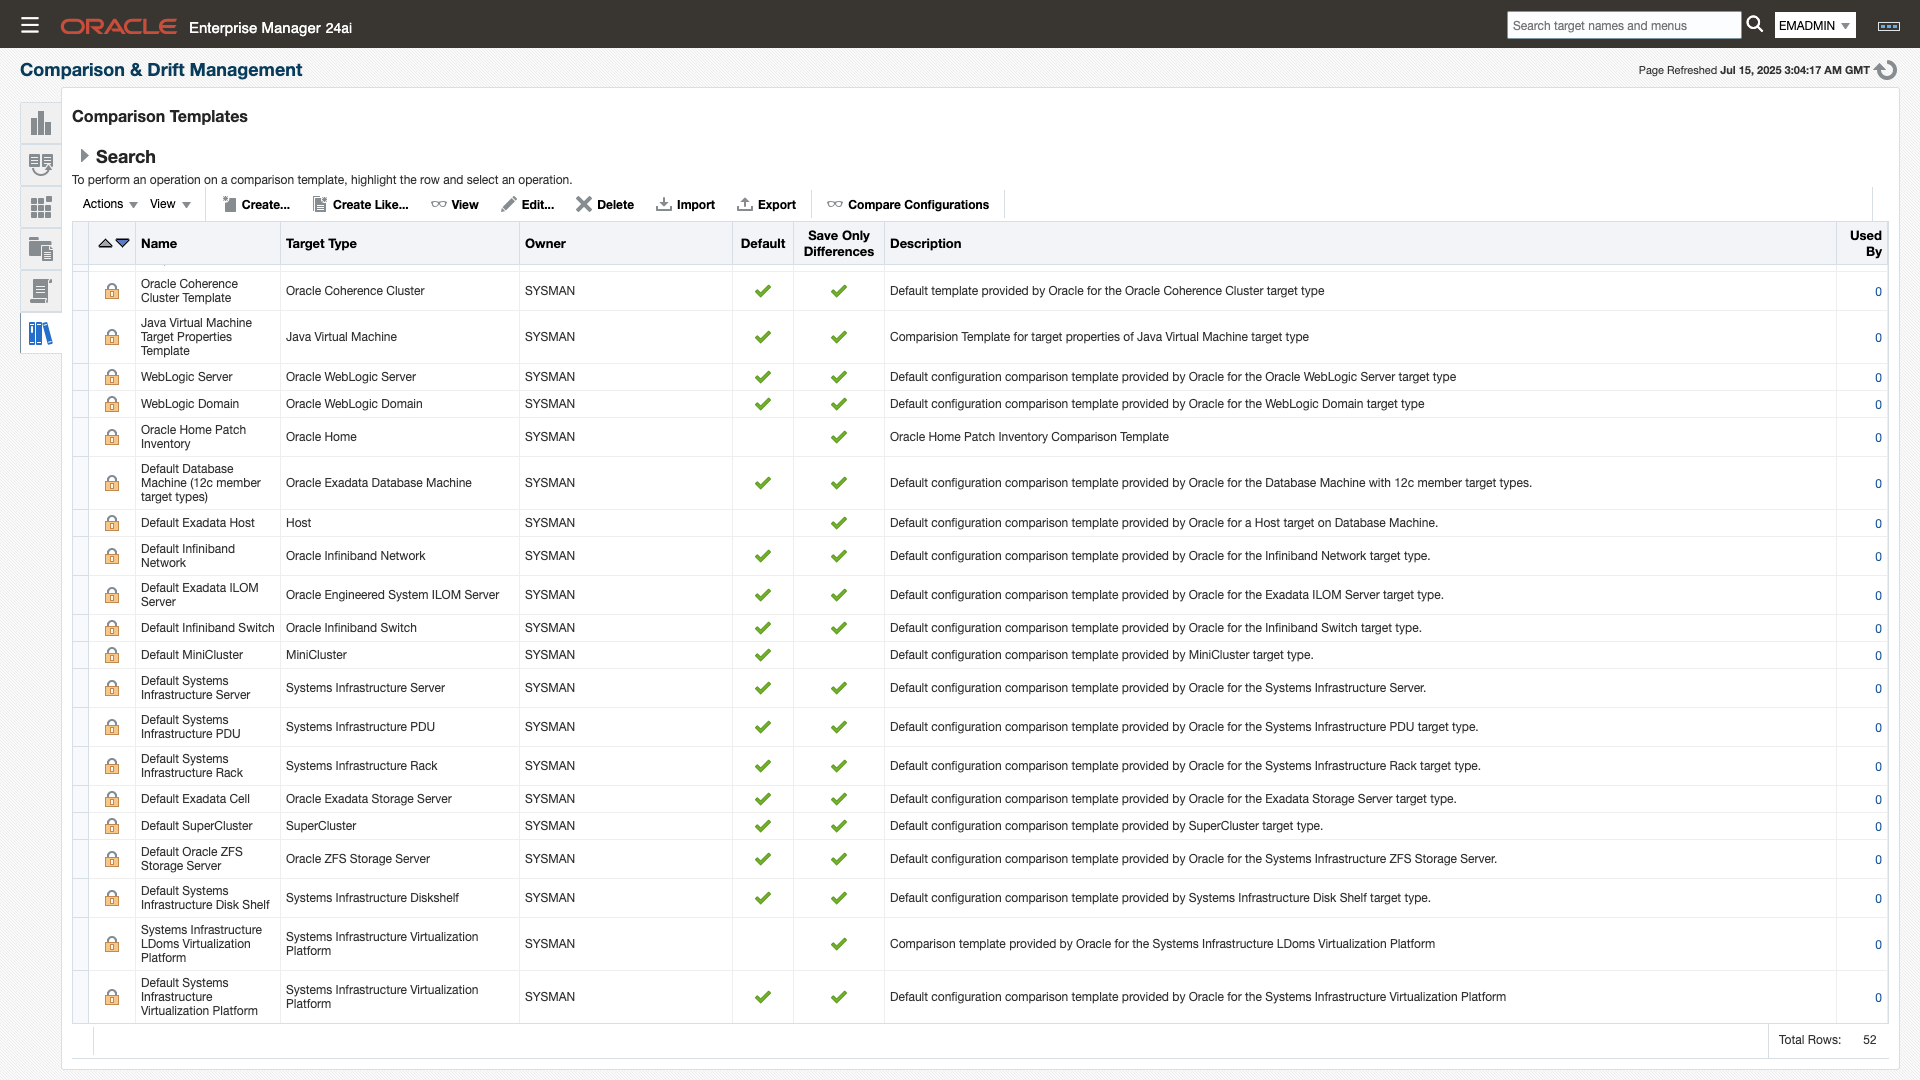 ORACLE Enterprise Manager 24ai
Search target names and menus
EMADMIN
Comparison & Drift Management
Page Refreshed Jul 15, 2025 3:04:17 AM GMT
Comparison Templates
Search
To perform an operation on a comparison template, highlight the row and select an operation.
Actions View Create... Create Like... View Edit... Delete Import Export Compare Configurations
Name Target Type Owner Default Save Only Differences Description Used By
Oracle Coherence Cluster Template Oracle Coherence Cluster SYSMAN Default template provided by Oracle for the Oracle Coherence Cluster target type 0
Java Virtual Machine Target Properties Template Java Virtual Machine SYSMAN Comparision Template for target properties of Java Virtual Machine target type 0
WebLogic Server Oracle WebLogic Server SYSMAN Default configuration comparison template provided by Oracle for the Oracle WebLogic Server target type 0
WebLogic Domain Oracle WebLogic Domain SYSMAN Default configuration comparison template provided by Oracle for the WebLogic Domain target type 0
Oracle Home Patch Inventory Oracle Home SYSMAN Oracle Home Patch Inventory Comparison Template 0
Default Database Machine (12c member target types) Oracle Exadata Database Machine SYSMAN Default configuration comparison template provided by Oracle for the Database Machine with 12c member target types. 0
Default Exadata Host Host SYSMAN Default configuration comparison template provided by Oracle for a Host target on Database Machine. 0
Default Infiniband Network Oracle Infiniband Network SYSMAN Default configuration comparison template provided by Oracle for the Infiniband Network target type. 0
Default Exadata ILOM Server Oracle Engineered System ILOM Server SYSMAN Default configuration comparison template provided by Oracle for the Exadata ILOM Server target type. 0
Default Infiniband Switch Oracle Infiniband Switch SYSMAN Default configuration comparison template provided by Oracle for the Infiniband Switch target type. 0
Default MiniCluster MiniCluster SYSMAN Default configuration comparison template provided by MiniCluster target type. 0
Default Systems Infrastructure Server Systems Infrastructure Server SYSMAN Default configuration comparison template provided by Oracle for the Systems Infrastructure Server. 0
Default Systems Infrastructure PDU Systems Infrastructure PDU SYSMAN Default configuration comparison template provided by Oracle for the Systems Infrastructure PDU target type. 0
Default Systems Infrastructure Rack Systems Infrastructure Rack SYSMAN Default configuration comparison template provided by Oracle for the Systems Infrastructure Rack target type. 0
Default Exadata Cell Oracle Exadata Storage Server SYSMAN Default configuration comparison template provided by Oracle for the Exadata Storage Server target type. 0
Default SuperCluster SuperCluster SYSMAN Default configuration comparison template provided by SuperCluster target type. 0
Default Oracle ZFS Storage Server Oracle ZFS Storage Server SYSMAN Default configuration comparison template provided by Oracle for the Systems Infrastructure ZFS Storage Server. 0
Default Systems Infrastructure Disk Shelf Systems Infrastructure Diskshelf SYSMAN Default configuration comparison template provided by Systems Infrastructure Disk Shelf target type. 0
Systems Infrastructure LDoms Virtualization Platform Systems Infrastructure Virtualization Platform SYSMAN Comparison template provided by Oracle for the Systems Infrastructure LDoms Virtualization Platform 0
Default Systems Infrastructure Virtualization Platform Systems Infrastructure Virtualization Platform SYSMAN Default configuration comparison template provided by Oracle for the Systems Infrastructure Virtualization Platform 0
Total Rows: 52